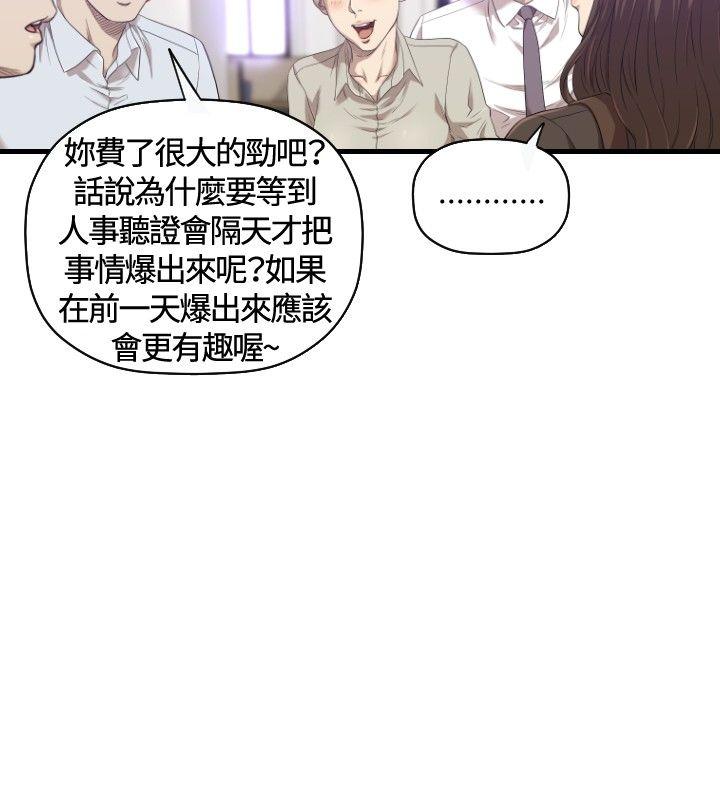 妳費了很大的勁吧?
話說為什麼要等到
人事聽證會隔天才把
事情爆出來呢?如果
在前一天爆出來應該
會更有趣喔~
............